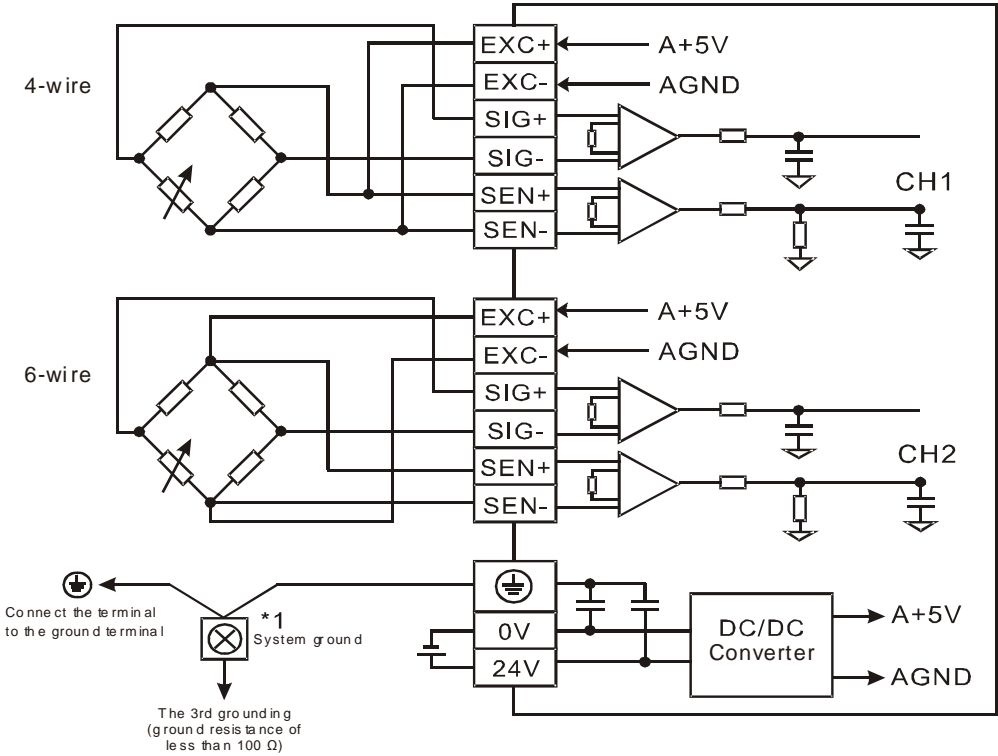 4-wire
EXC+
EXC-
SIG+
SIG-
SEN+
SEN-
A+5V
AGND
CH1
6-wire
EXC+
EXC-
SIG+
SIG-
SEN+
SEN-
A+5V
AGND
CH2
Connect the terminal
to the ground terminal
*1
System ground
The 3rd grounding
(ground resistance of
less than 100 Ω)
0V
24V
DC/DC
Converter
A+5V
AGND